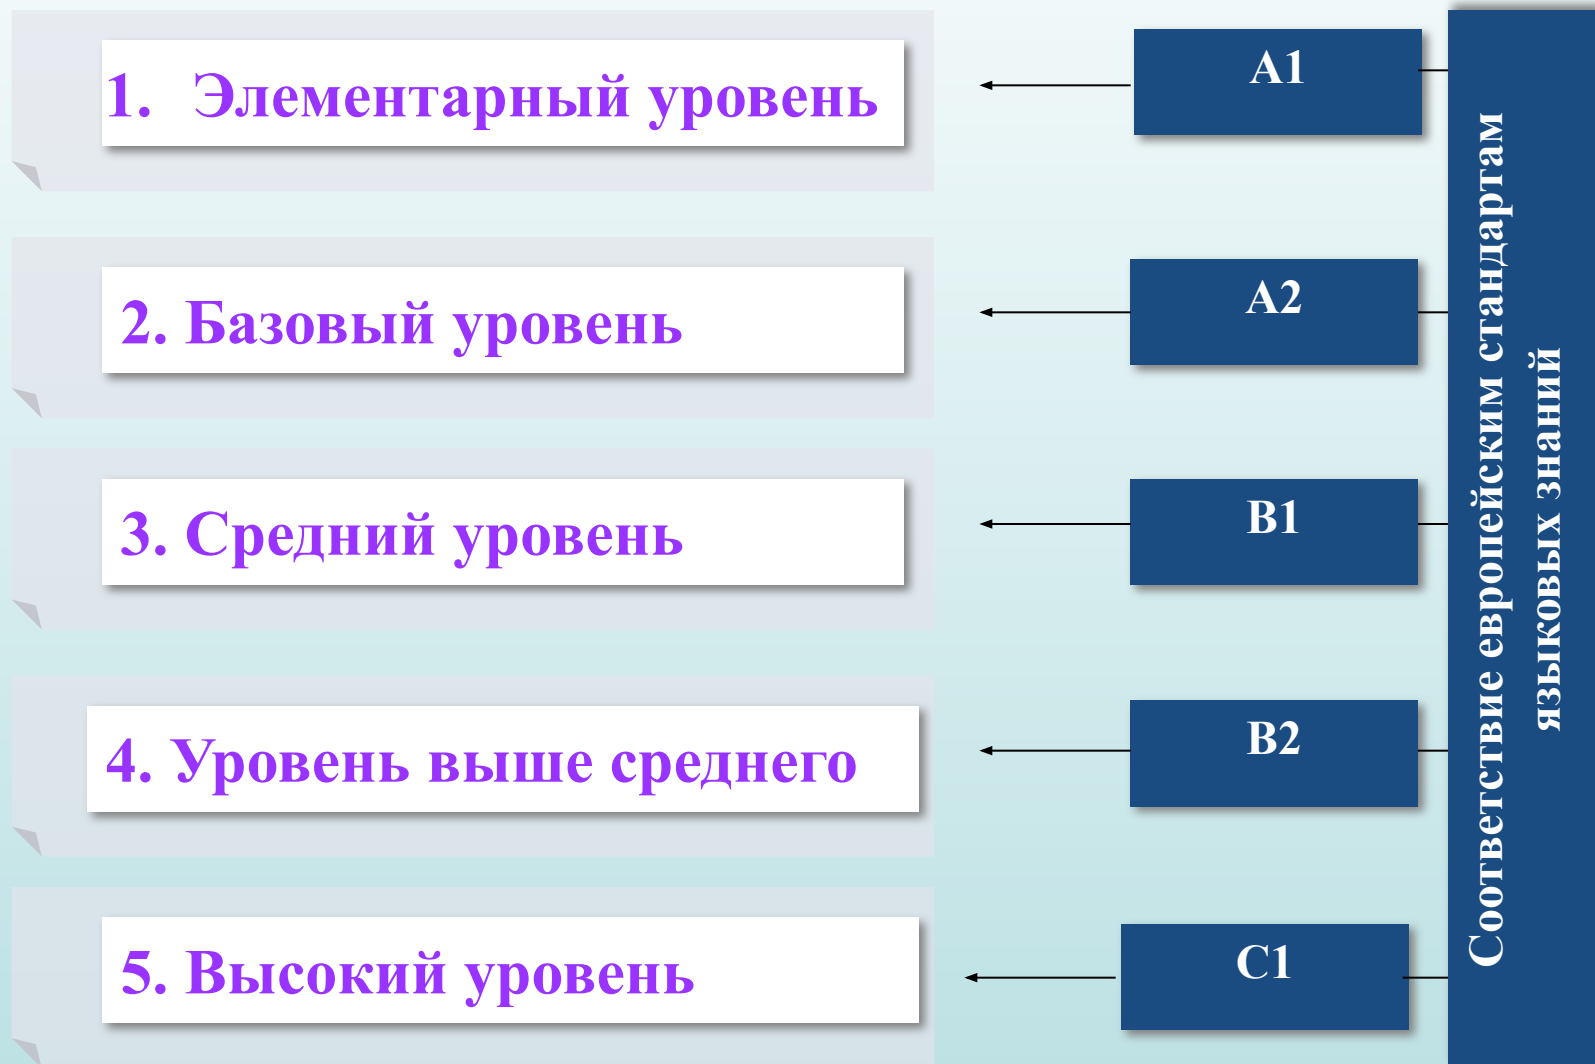 1. Элементарный уровень
A1
2. Базовый уровень
A2
3. Средний уровень
B1
4. Уровень выше среднего
B2
5. Высокий уровень
C1
Соответствие европейским стандартам
языковых знаний